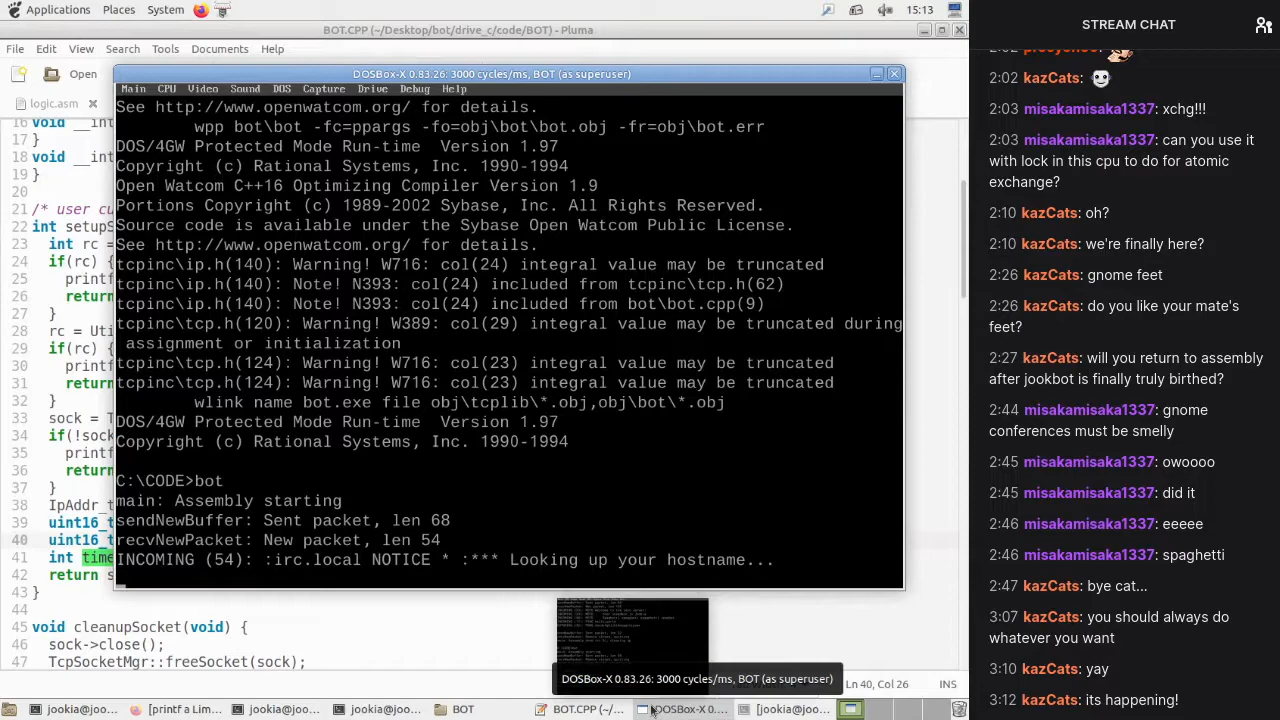 Applications Places System 15:13
BOT.CPP (~/Desktop/bot/drive_c/code/BOT) - Pluma
File Edit View Search Tools Documents Help
Open
logic.asm
DOSBox-X 0.83.26: 3000 cycles/ms, BOT (as superuser)
Main CPU Video Sound DOS Capture Drive Debug Help
See http://www.openwatcom.org/ for details.
wpp bot\bot -fc=ppargs -fo=obj\bot\bot.obj -fr=obj\bot.err
DOS/4GW Protected Mode Run-time Version 1.97
Copyright (c) Rational Systems, Inc. 1990-1994
Open Watcom C++16 Optimizing Compiler Version 1.9
Portions Copyright (c) 1989-2002 Sybase, Inc. All Rights Reserved.
Source code is available under the Sybase Open Watcom Public License.
See http://www.openwatcom.org/ for details.
tcpinc\ip.h(140): Warning! W716: col(24) integral value may be truncated
tcpinc\ip.h(140): Note! N393: col(24) included from tcpinc\tcp.h(62)
tcpinc\ip.h(140): Note! N393: col(24) included from bot\bot.cpp(9)
tcpinc\tcp.h(120): Warning! W389: col(29) integral value may be truncated during
assignment or initialization
tcpinc\tcp.h(124): Warning! W716: col(23) integral value may be truncated
tcpinc\tcp.h(124): Warning! W716: col(23) integral value may be truncated
wlink name bot.exe file obj\tcplib\*.obj,obj\bot\*.obj
DOS/4GW Protected Mode Run-time Version 1.97
Copyright (c) Rational Systems, Inc. 1990-1994
C:\CODE>bot
main: Assembly starting
sendNewBuffer: Sent packet, len 68
recvNewPacket: New packet, len 54
INCOMING (54): :irc.local NOTICE * :*** Looking up your hostname...
16 void __int
17 }
18 void __int
19 }
20
21 /* user cu
22 int setupS
23 int rc =
24 if(rc) {
25 printf
26 return
27 }
28 rc = Uti
29 if(rc) {
30 printf
31 return
32 }
33 sock = T
34 if(!sock
35 printf
36 return
37 }
38 IpAddr_t
39 uint16_t
40 uint16_t
41 int time
42 return s
43 }
44
45 void cleanupSocket(void) {
46
47 TcpSocketMgr::freeSocket(sock);
DOSBox-X 0.83.26: 3000 cycles/ms, BOT (as superuser)
Ln 40, Col 26 INS
jookia@joo... [printf a Lim... jookia@joo... BOT BOT.CPP (~/... DOSBox-X 0.... [jookia@joo...
STREAM CHAT
2:02 kazCats:
2:03 misakamisaka1337: xchg!!!
2:03 misakamisaka1337: can you use it
with lock in this cpu to do for atomic
exchange?
2:10 kazCats: oh?
2:10 kazCats: we're finally here?
2:26 kazCats: gnome feet
2:26 kazCats: do you like your mate's
feet?
2:27 kazCats: will you return to assembly
after jookbot is finally truly birthed?
2:44 misakamisaka1337: gnome
conferences must be smelly
2:45 misakamisaka1337: owoooo
2:45 misakamisaka1337: did it
2:46 misakamisaka1337: eeeee
2:46 misakamisaka1337: spaghetti
2:47 kazCats: bye cat...
3:07 kazCats: you should always do
whatever you want
3:10 kazCats: yay
3:12 kazCats: its happening!